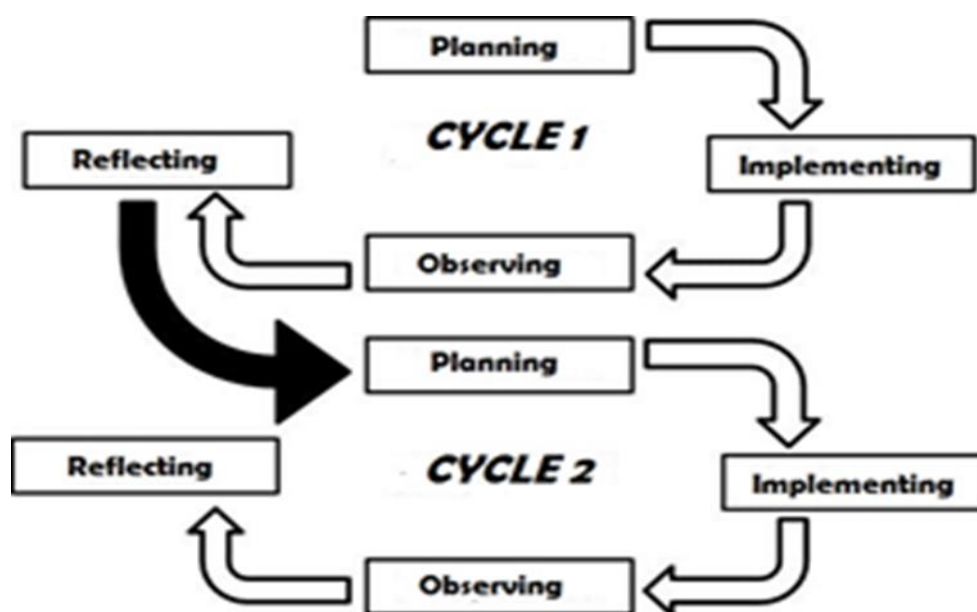 Planning
CYCLE 1
Reflecting
Implementing
Observing
Planning
Reflecting
CYCLE 2
Implementing
Observing